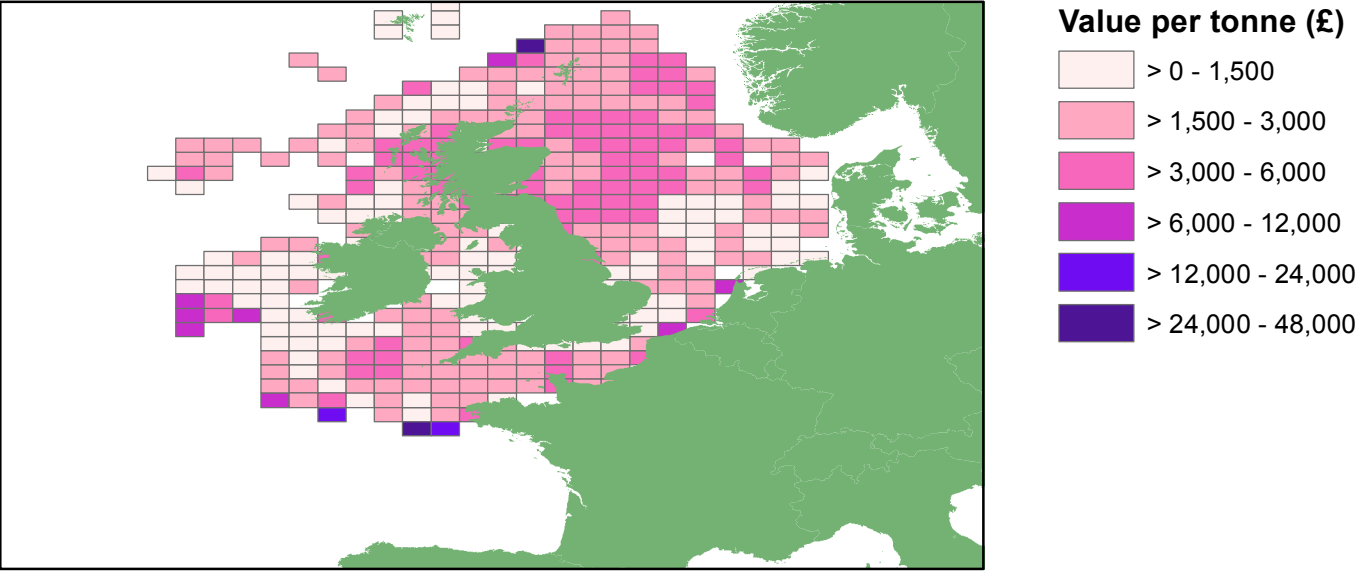 Value per tonne (£)
> 0 - 1,500
> 1,500 - 3,000
> 3,000 - 6,000
> 6,000 - 12,000
> 12,000 - 24,000
> 24,000 - 48,000